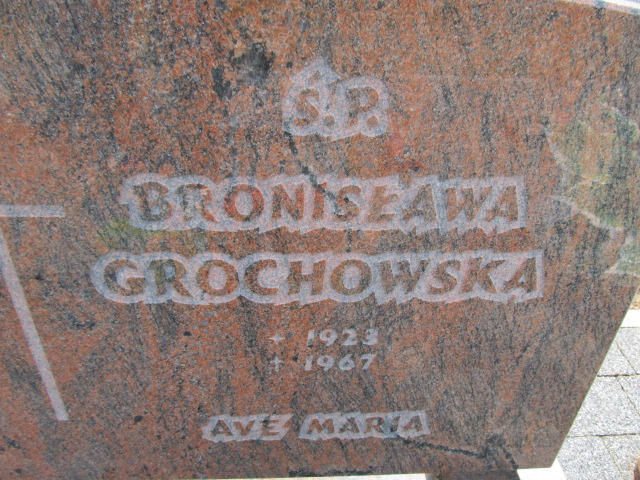 Ś.P.
BRONISŁAWA
GROCHOWSKA
* 1923
+ 1967
AVE MARIA